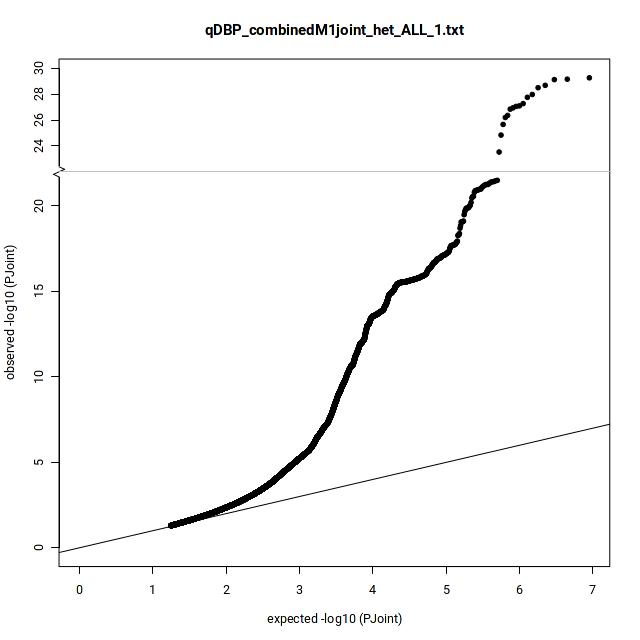 qDBP_combinedM1joint_het_ALL_1.txt
30
28
26
24
20
15
10
5
0
observed -log10 (PJoint)
0 1 2 3 4 5 6 7
expected -log10 (PJoint)